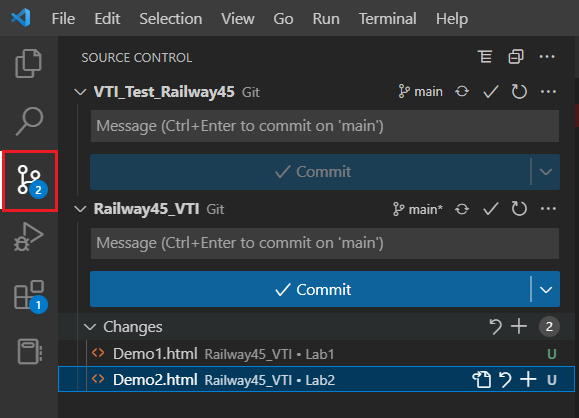 File Edit Selection View Go Run Terminal Help
SOURCE CONTROL
VTI_Test_Railway45 Git main
Message (Ctrl+Enter to commit on 'main')
Commit
2
Railway45_VTI Git main*
Message (Ctrl+Enter to commit on 'main')
Commit
1
Changes 2
Demo1.html Railway45_VTI • Lab1 U
Demo2.html Railway45_VTI • Lab2 U